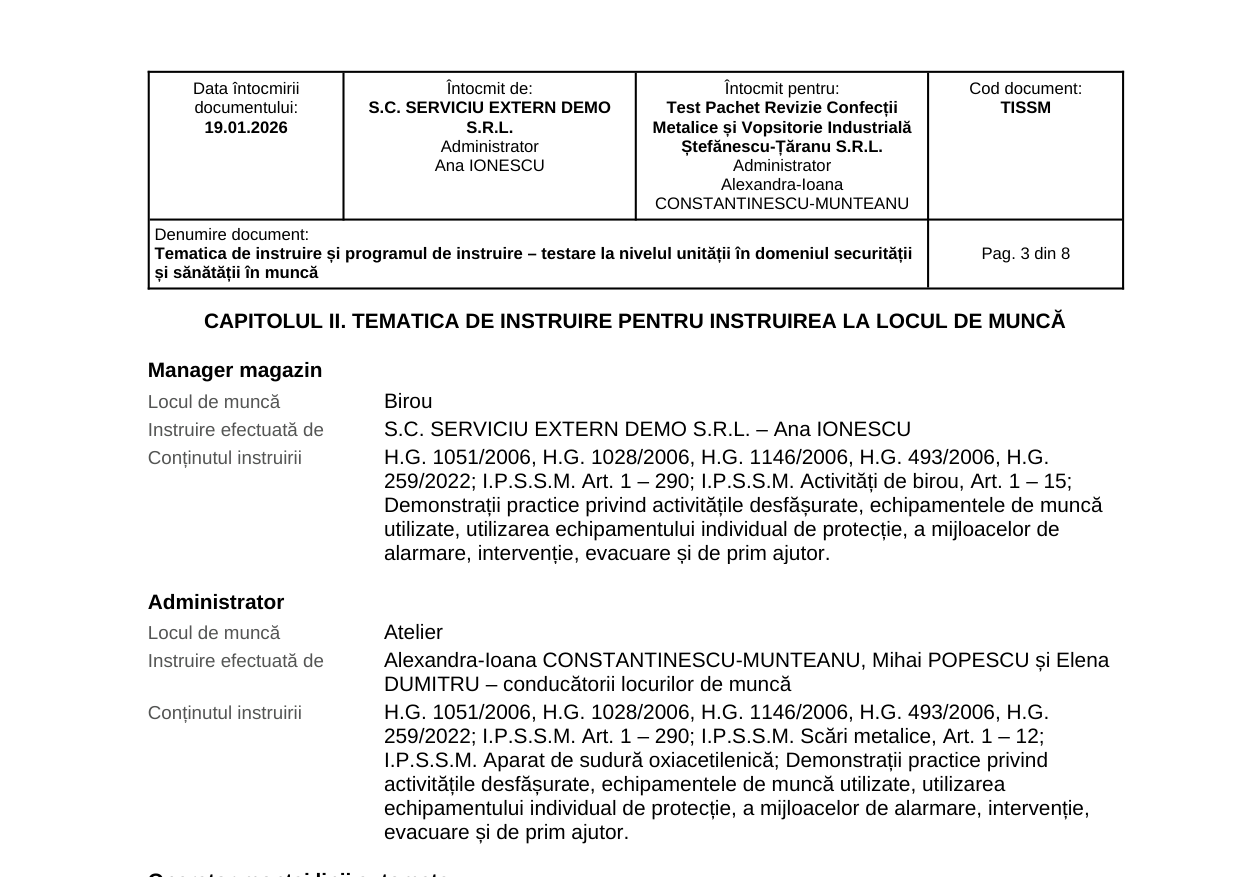 Data întocmirii
documentului:
19.01.2026
Întocmit de:
S.C. SERVICIU EXTERN DEMO
S.R.L.
Administrator
Ana IONESCU
Întocmit pentru:
Test Pachet Revizie Confecții
Metalice și Vopsitorie Industrială
Ștefănescu-Țăranu S.R.L.
Administrator
Alexandra-Ioana
CONSTANTINESCU-MUNTEANU
Cod document:
TISSM
Denumire document:
Tematica de instruire și programul de instruire – testare la nivelul unității în domeniul securității
și sănătății în muncă
Pag. 3 din 8
CAPITOLUL II. TEMATICA DE INSTRUIRE PENTRU INSTRUIREA LA LOCUL DE MUNCĂ
Manager magazin
Locul de muncă Birou
Instruire efectuată de S.C. SERVICIU EXTERN DEMO S.R.L. – Ana IONESCU
Conținutul instruirii H.G. 1051/2006, H.G. 1028/2006, H.G. 1146/2006, H.G. 493/2006, H.G.
259/2022; I.P.S.S.M. Art. 1 – 290; I.P.S.S.M. Activități de birou, Art. 1 – 15;
Demonstrații practice privind activitățile desfășurate, echipamentele de muncă
utilizate, utilizarea echipamentului individual de protecție, a mijloacelor de
alarmare, intervenție, evacuare și de prim ajutor.
Administrator
Locul de muncă Atelier
Instruire efectuată de Alexandra-Ioana CONSTANTINESCU-MUNTEANU, Mihai POPESCU și Elena
DUMITRU – conducătorii locurilor de muncă
Conținutul instruirii H.G. 1051/2006, H.G. 1028/2006, H.G. 1146/2006, H.G. 493/2006, H.G.
259/2022; I.P.S.S.M. Art. 1 – 290; I.P.S.S.M. Scări metalice, Art. 1 – 12;
I.P.S.S.M. Aparat de sudură oxiacetilenică; Demonstrații practice privind
activitățile desfășurate, echipamentele de muncă utilizate, utilizarea
echipamentului individual de protecție, a mijloacelor de alarmare, intervenție,
evacuare și de prim ajutor.